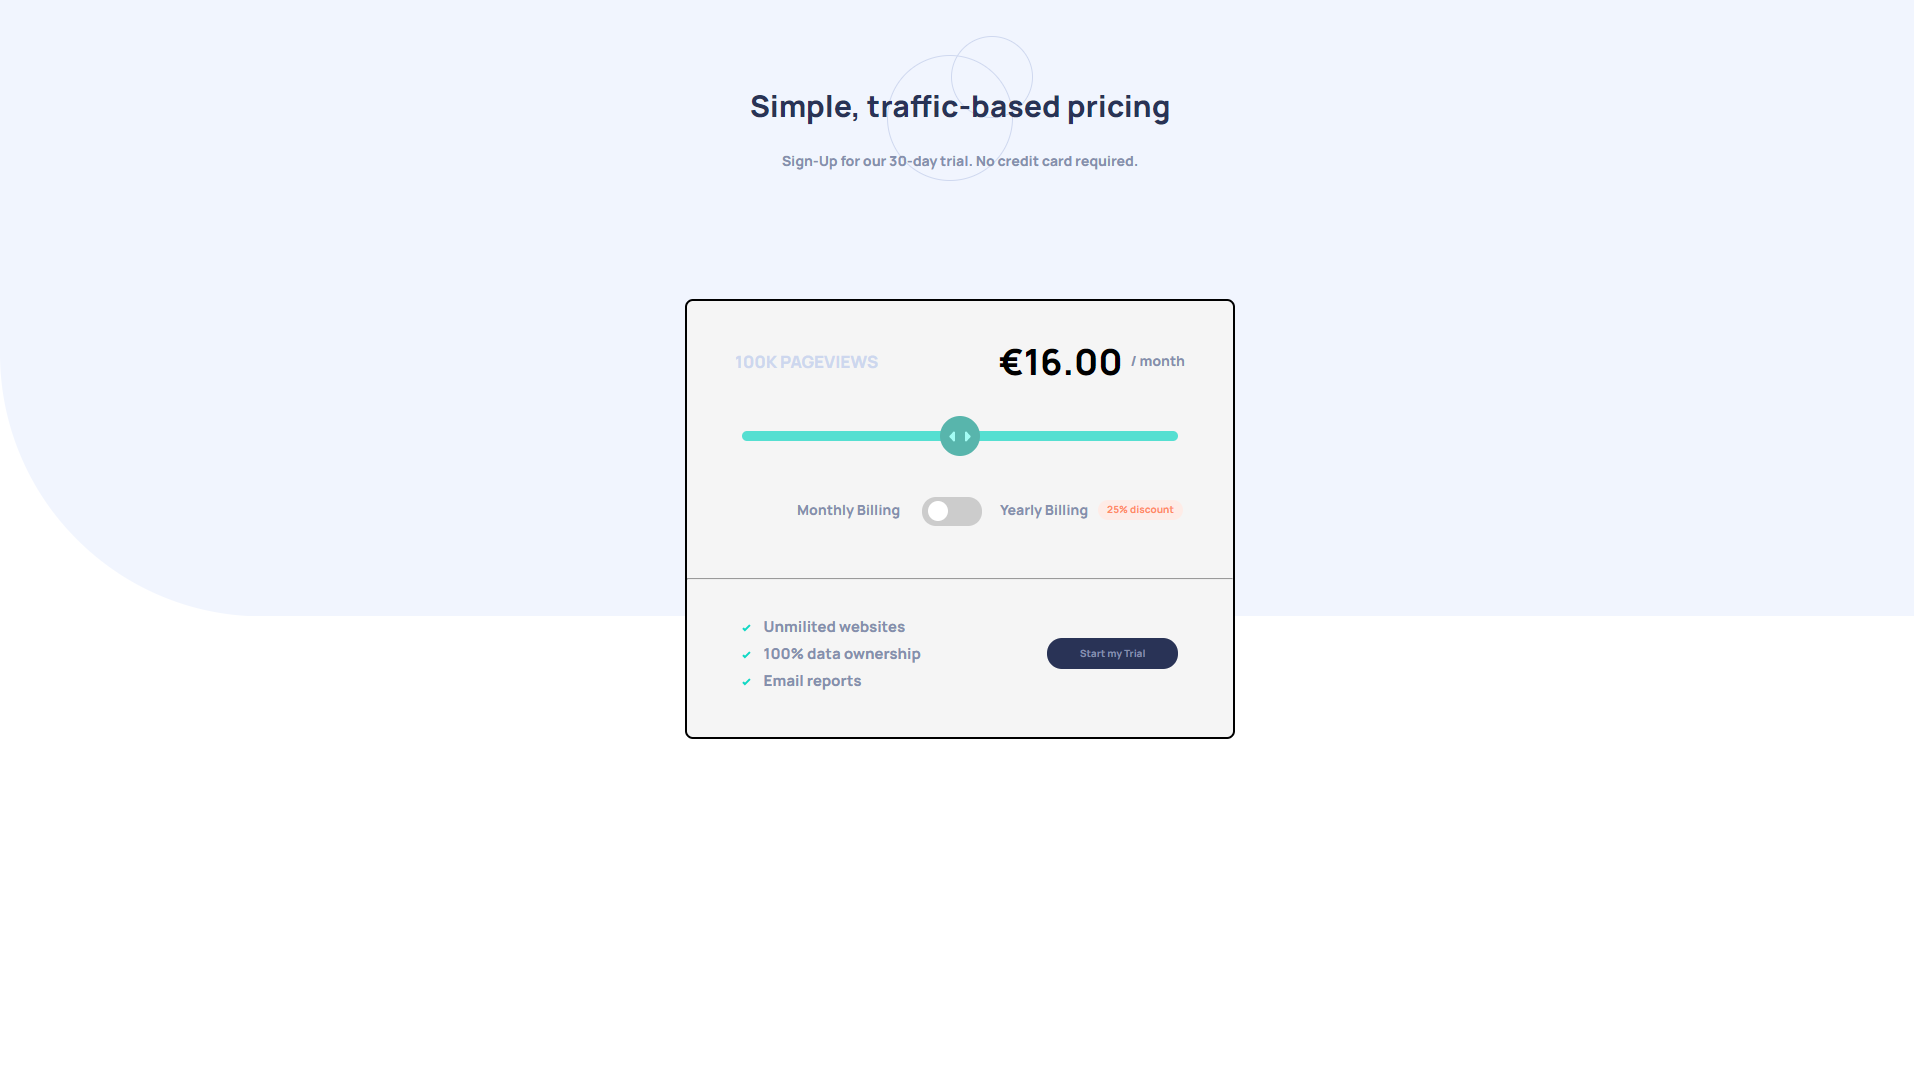 Simple, traffic-based pricing
Sign-Up for our 30-day trial. No credit card required.
100K PAGEVIEWS
€16.00 / month
Monthly Billing
Yearly Billing 25% discount
Unmilited websites
100% data ownership
Email reports
Start my Trial